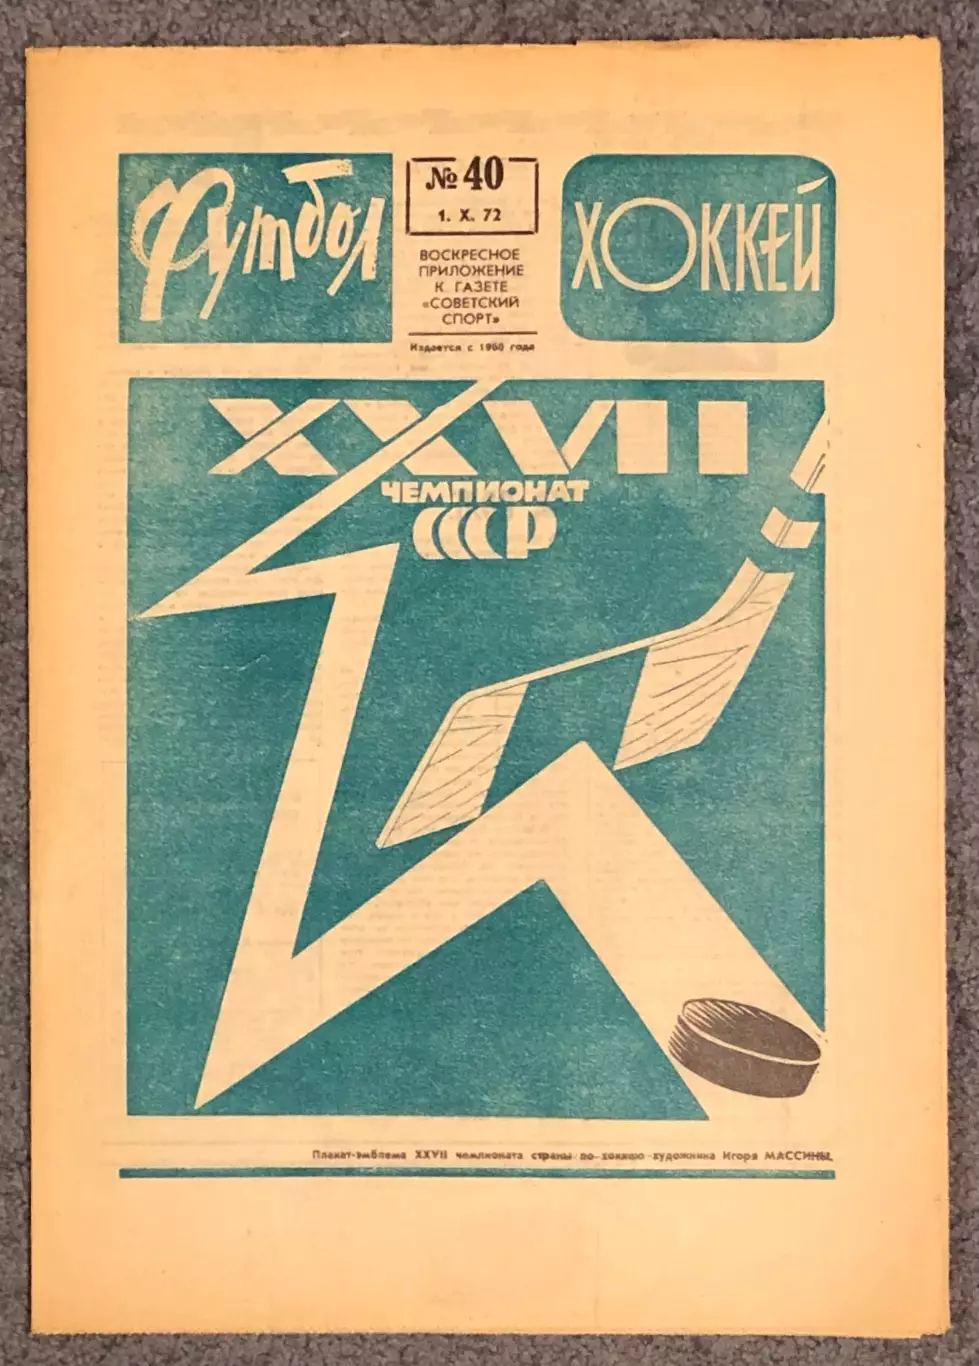 Футбол
№ 40
1. X. 72
ВОСКРЕСНОЕ
ПРИЛОЖЕНИЕ
К ГАЗЕТЕ
«СОВЕТСКИЙ
СПОРТ»
Издается с 1960 года
ХОККЕЙ
XXVII
ЧЕМПИОНАТ
СССР
Плакат-эмблема XXVII чемпионата страны по хоккею художника Игоря МАССИНЫ.